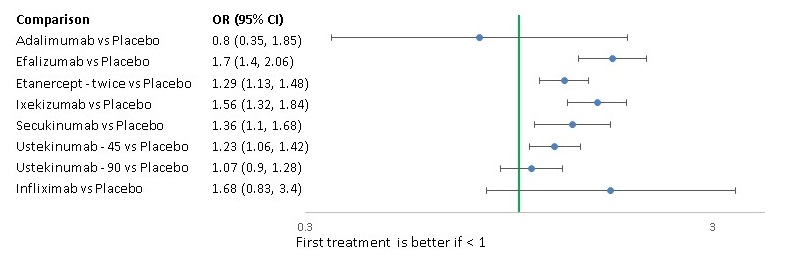 Comparison OR (95% CI)
Adalimumab vs Placebo 0.8 (0.35, 1.85)
Efalizumab vs Placebo 1.7 (1.4, 2.06)
Etanercept - twice vs Placebo 1.29 (1.13, 1.48)
Ixekizumab vs Placebo 1.56 (1.32, 1.84)
Secukinumab vs Placebo 1.36 (1.1, 1.68)
Ustekinumab - 45 vs Placebo 1.23 (1.06, 1.42)
Ustekinumab - 90 vs Placebo 1.07 (0.9, 1.28)
Infliximab vs Placebo 1.68 (0.83, 3.4)
0.3 3
First treatment is better if < 1